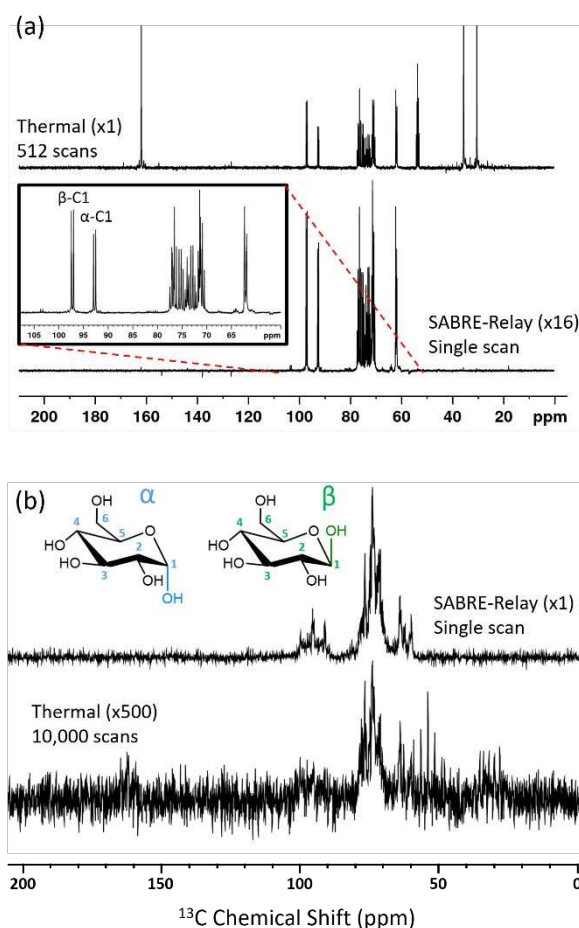 (a)
Thermal (x1)
512 scans
β-C1
α-C1
105 100 95 90 85 80 75 70 65 ppm
SABRE-Relay (x16)
Single scan
210 200 180 160 140 120 100 80 60 40 20 ppm
(b)
α
β
OH
6
4
5
O
HO
2
1
HO
3
OH
OH
OH
6
4
5
O
OH
HO
2
HO
3
OH
1
SABRE-Relay (x1)
Single scan
Thermal (x500)
10,000 scans
200 150 100 50 0
¹³C Chemical Shift (ppm)